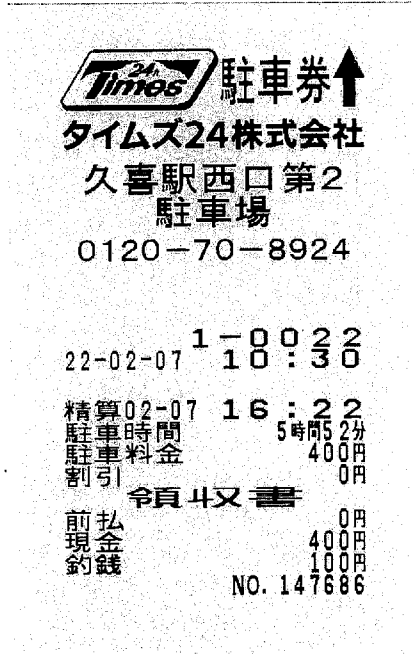 24h
Times 駐車券↑
タイムズ24株式会社
久喜駅西口第2
駐車場
0120-70-8924
1-0022
22-02-07 10:30
精算02-07 16:22
駐車時間 5時間52分
駐車料金 400円
割引 0円
領収書
前払 0円
現金 400円
釣銭 100円
NO. 147686